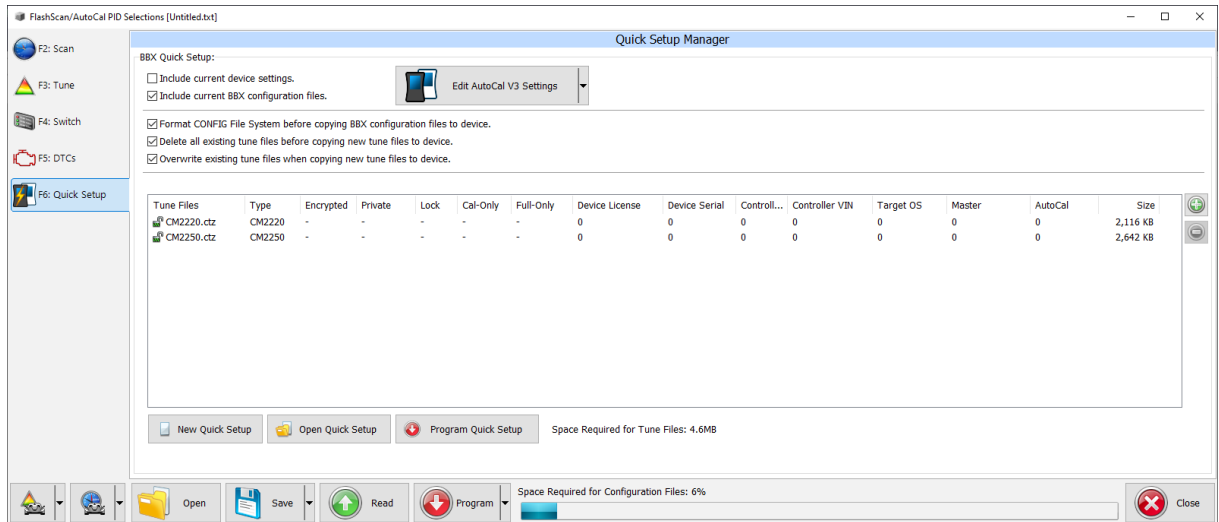 FlashScan/AutoCal PID Selections [Untitled.txt]
F2: Scan
F3: Tune
F4: Switch
F5: DTCs
F6: Quick Setup
Quick Setup Manager
BBX Quick Setup:
Include current device settings.
Include current BBX configuration files.
Edit AutoCal V3 Settings
Format CONFIG File System before copying BBX configuration files to device.
Delete all existing tune files before copying new tune files to device.
Overwrite existing tune files when copying new tune files to device.
Tune Files Type Encrypted Private Lock Cal-Only Full-Only Device License Device Serial Controll... Controller VIN Target OS Master AutoCal Size
CM2220.ctz CM2220 - - - - - 0 0 0 0 0 0 0 2,116 KB
CM2250.ctz CM2250 - - - - - 0 0 0 0 0 0 0 2,642 KB
New Quick Setup Open Quick Setup Program Quick Setup Space Required for Tune Files: 4.6MB
Open Save Read Program Space Required for Configuration Files: 6% Close